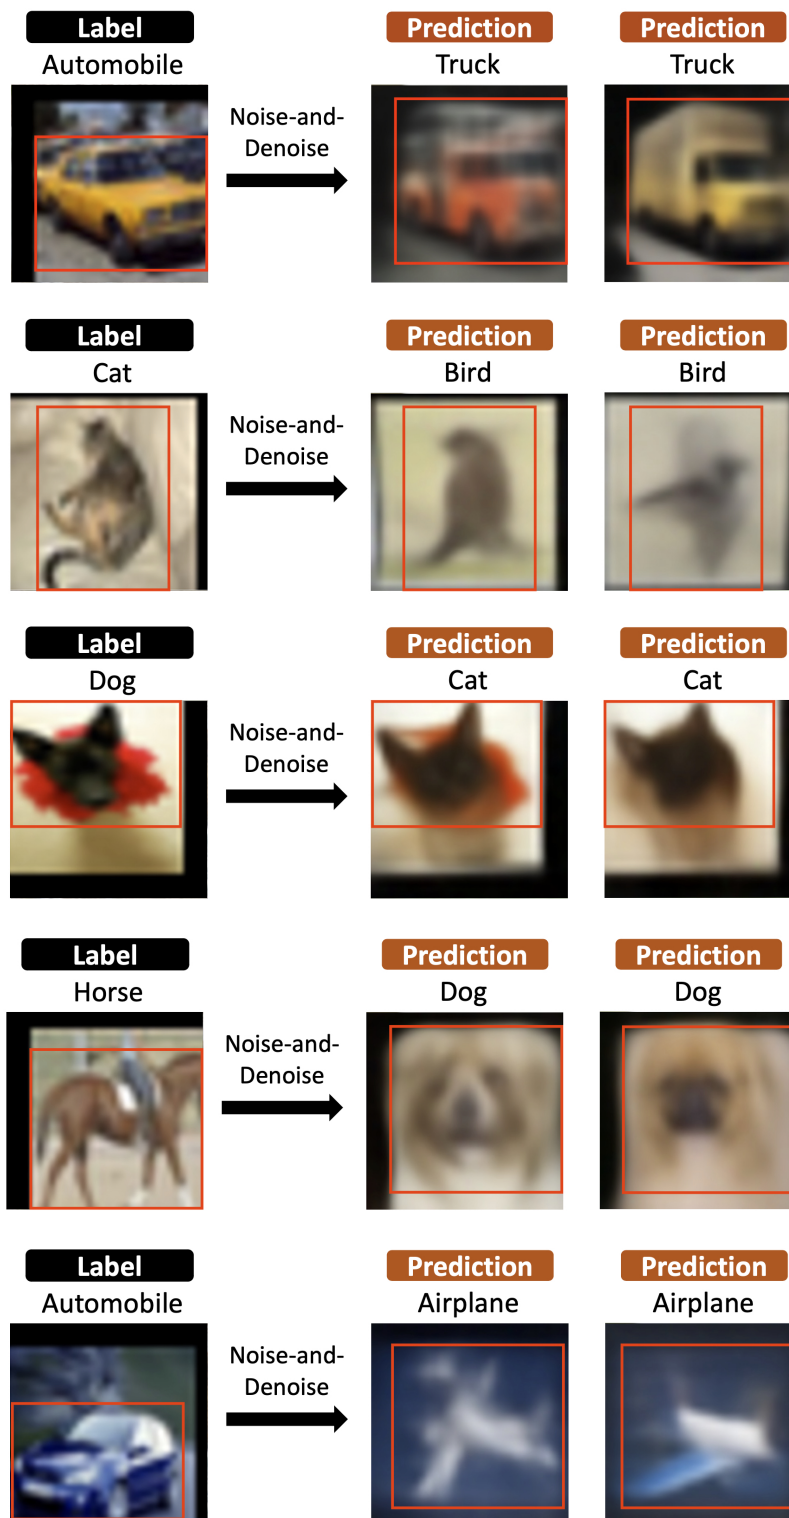 Label Prediction Prediction
Automobile Truck Truck
Noise-and-
Denoise
Label Prediction Prediction
Cat Bird Bird
Noise-and-
Denoise
Label Prediction Prediction
Dog Cat Cat
Noise-and-
Denoise
Label Prediction Prediction
Horse Dog Dog
Noise-and-
Denoise
Label Prediction Prediction
Automobile Airplane Airplane
Noise-and-
Denoise